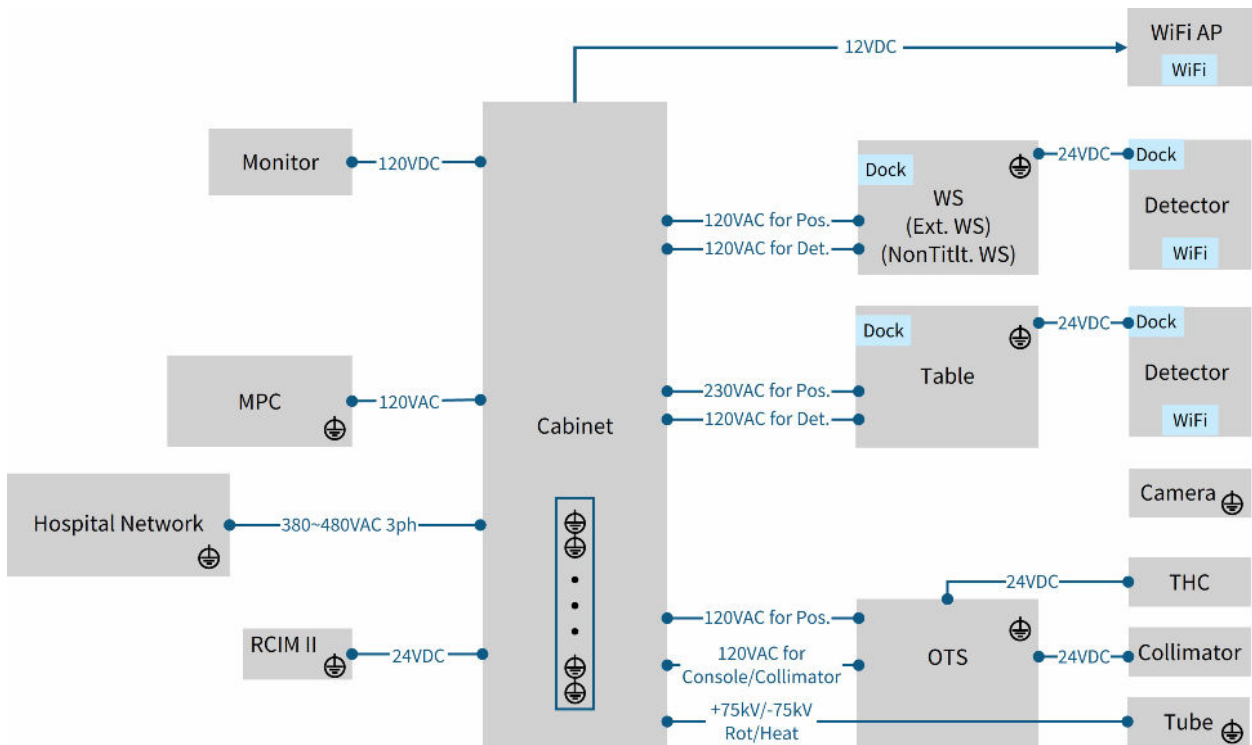 WiFi AP
WiFi
12VDC
Monitor
120VDC
Dock
WS
(Ext. WS)
(NonTitlt. WS)
24VDC
Dock
Detector
WiFi
120VAC for Pos.
120VAC for Det.
Dock
Table
24VDC
Dock
Detector
WiFi
MPC
120VAC
Cabinet
230VAC for Pos.
120VAC for Det.
Hospital Network
380~480VAC 3ph
Camera
24VDC
THC
RCIM II
24VDC
120VAC for Pos.
120VAC for
Console/Collimator
OTS
24VDC
Collimator
+75kV/-75kV
Rot/Heat
Tube